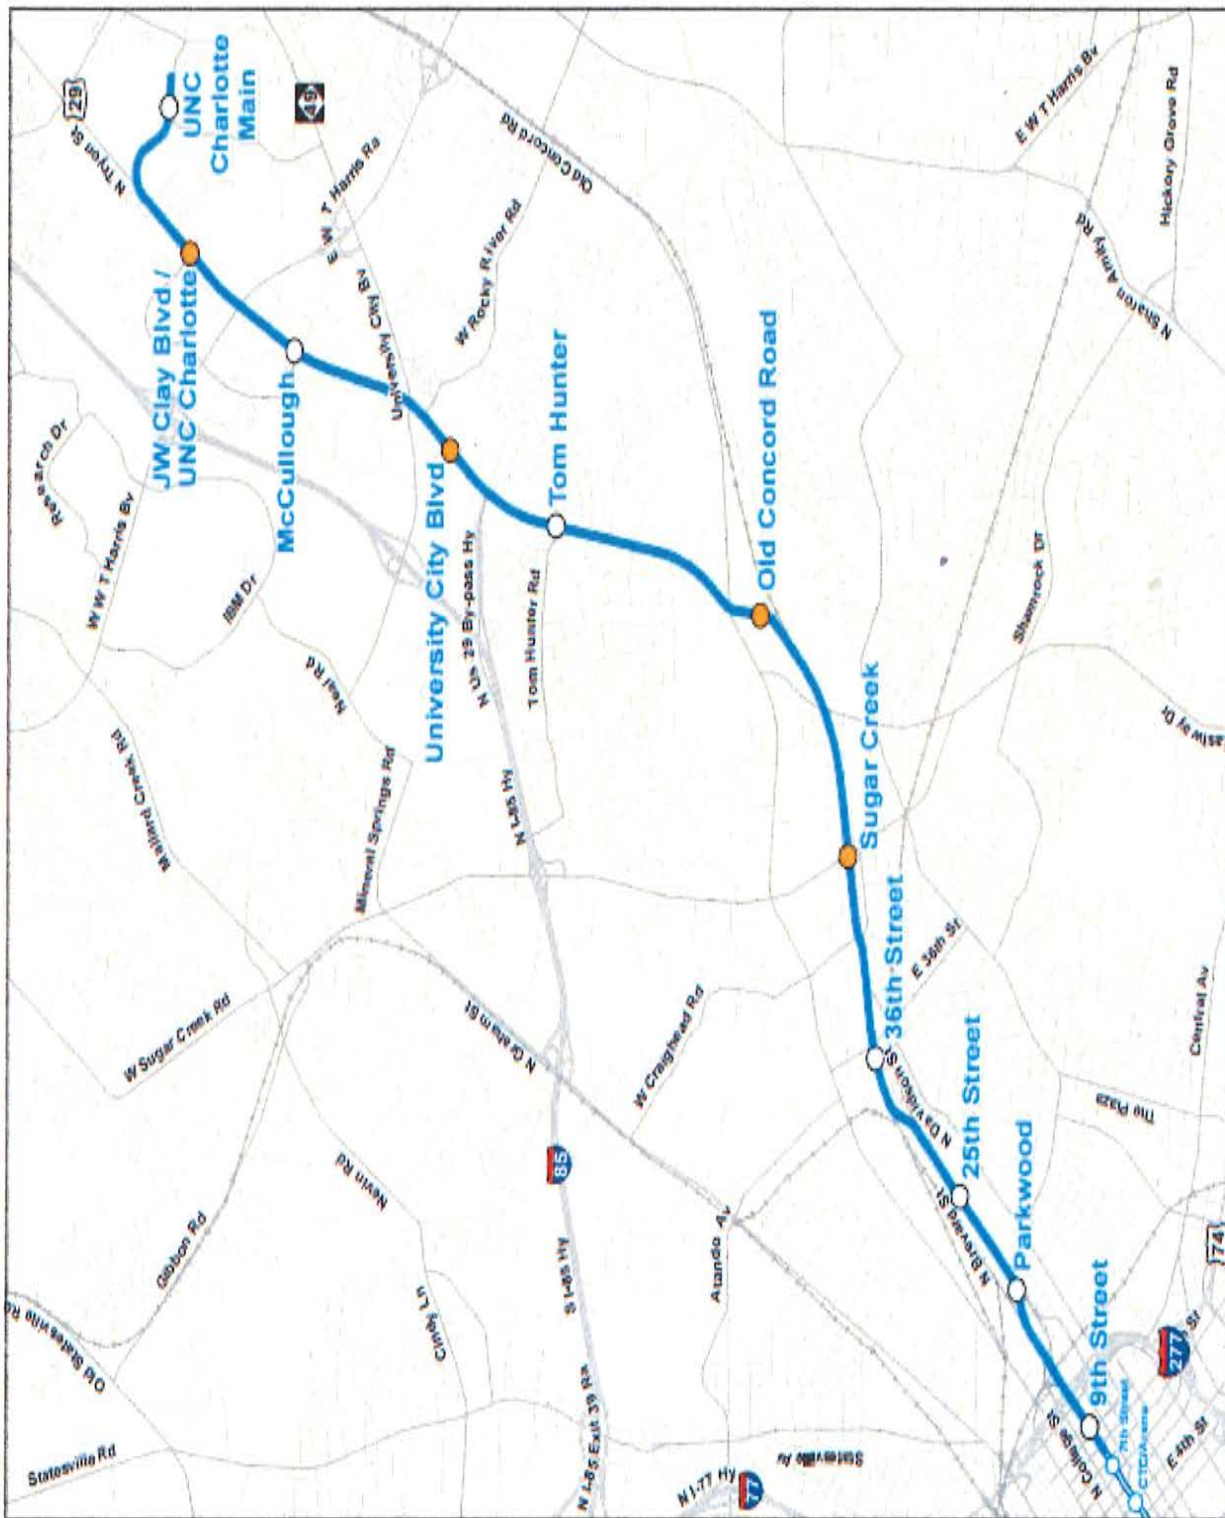 29
N Tryon St
UNC
Charlotte
Main
49
JW Clay Blvd /
UNC Charlotte
E W T Harris Ra
Old Concord Rd
E W T Harris Bv
Hickory Grove Rd
N Sharon Amity Rd
McCullough
University City Bv
W Rocky River Rd
Research Dr
W W T Harris Bv
IBM Dr
Neal Rd
University City Blvd
N Us 29 By-pass Hy
Tom Hunter
Tom Hunter Rd
Old Concord Road
Shamrock Dr
Mallard Creek Rd
Mineral Springs Rd
N I-85 Hy
Sugar Creek
W Sugar Creek Rd
N Graham St
W Craighead Rd
36th Street
E 36th St
N Davidson St
Central Av
The Plaza
Nevin Rd
85
25th Street
N Brevard St
Parkwood
Gibbon Rd
Cindy Ln
S I-85 Hy
Atando Av
74
9th Street
277
St
Old Statesville Rd
Statesville Rd
N I-85 Exit 39 Ra
N I-77 Hy
77
Statesville Av
N College St
7th Street
CTC/Arena
E 4th St